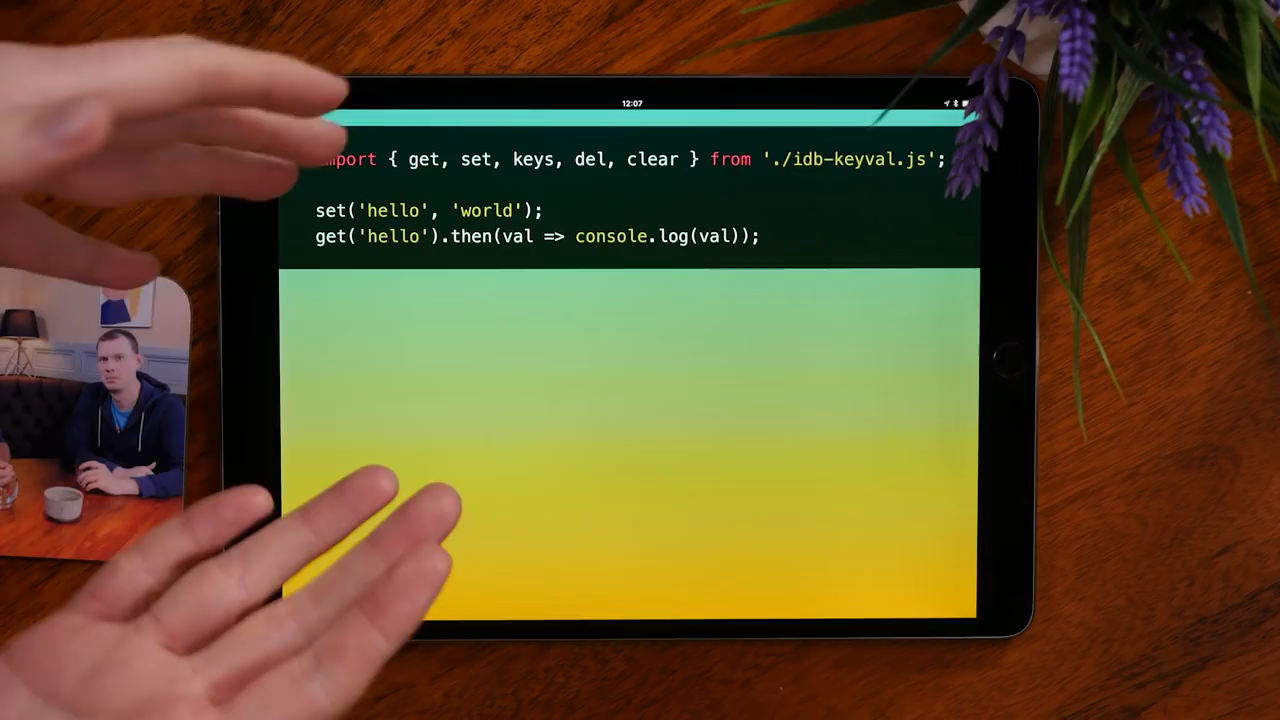 12:07
import { get, set, keys, del, clear } from './idb-keyval.js';
set('hello', 'world');
get('hello').then(val => console.log(val));